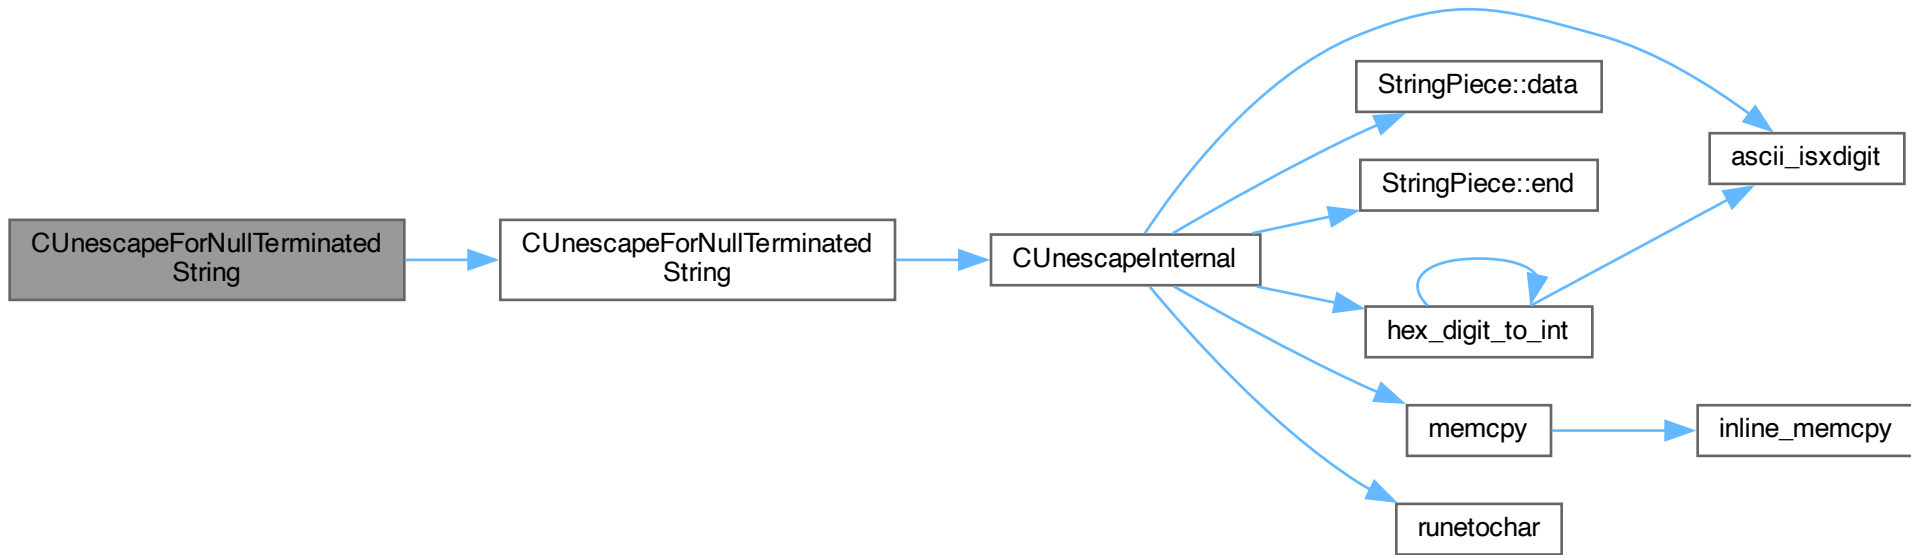 CUnescapeForNullTerminated
String
CUnescapeForNullTerminated
String
CUnescapeInternal
StringPiece::data
StringPiece::end
hex_digit_to_int
memcpy
runetochar
ascii_isxdigit
inline_memcpy